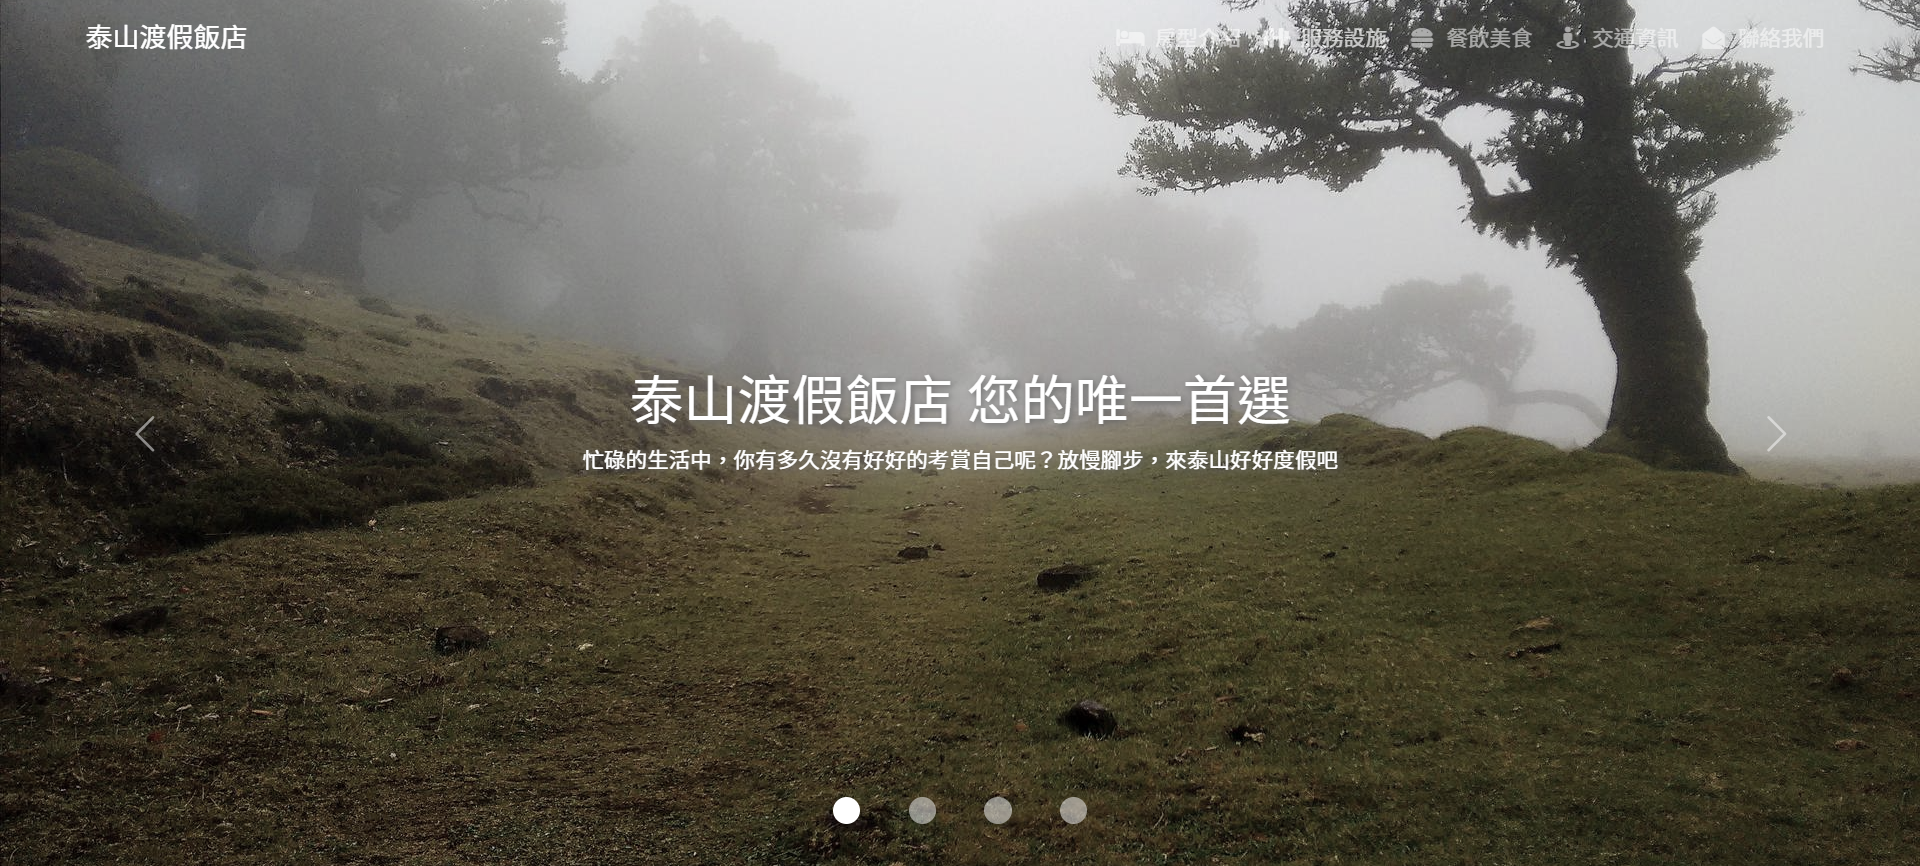 泰山渡假飯店
房型介紹 服務設施 餐飲美食 交通資訊 聯絡我們
泰山渡假飯店 您的唯一首選
忙碌的生活中，你有多久沒有好好的考賞自己呢？放慢腳步，來泰山好好度假吧